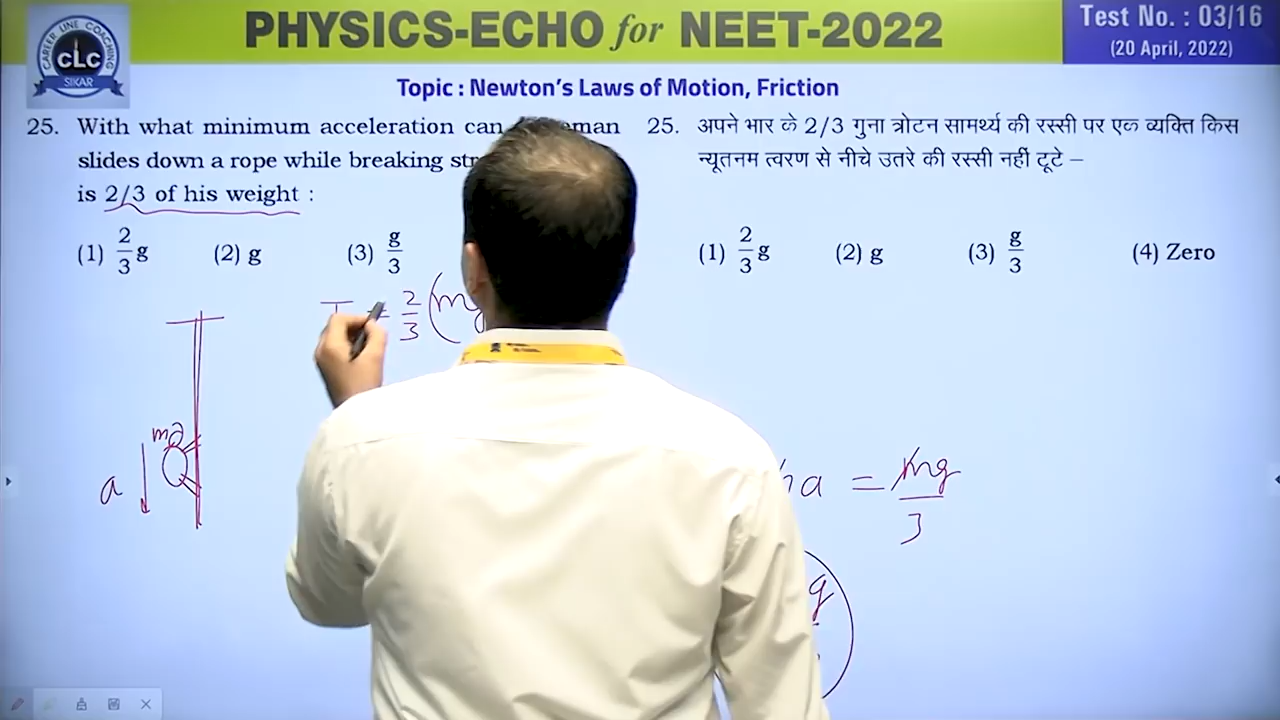 PHYSICS-ECHO for NEET-2022
Test No. : 03/16
(20 April, 2022)
CAREER LINE COACHING
CLC
SIKAR
Topic : Newton's Laws of Motion, Friction
25. With what minimum acceleration can
slides down a rope while breaking
is 2/3 of his weight :
(1) 2/3 g (2) g (3) g/3
25. अपने भार के 2/3 गुना त्रोटन सामर्थ्य की रस्सी पर एक व्यक्ति किस
न्यूतनम त्वरण से नीचे उतरे की रस्सी नहीं टूटे –
(1) 2/3 g (2) g (3) g/3 (4) Zero
T = 2/3 (mg
m
a
a = mg/3
g